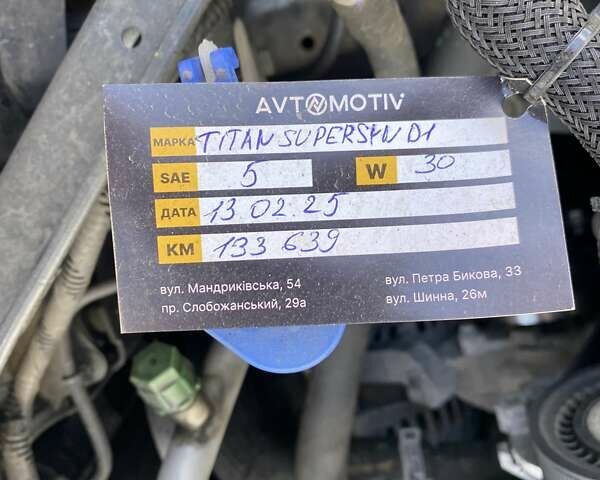 AVTOMOTIV
МАРКА TITAN SUPERSYN D1
SAE 5 W 30
ДАТА 13 02.25
КМ 133 639
вул. Мандриківська, 54
пр. Слобожанський, 29а
вул. Петра Бикова, 33
вул. Шинна, 26м